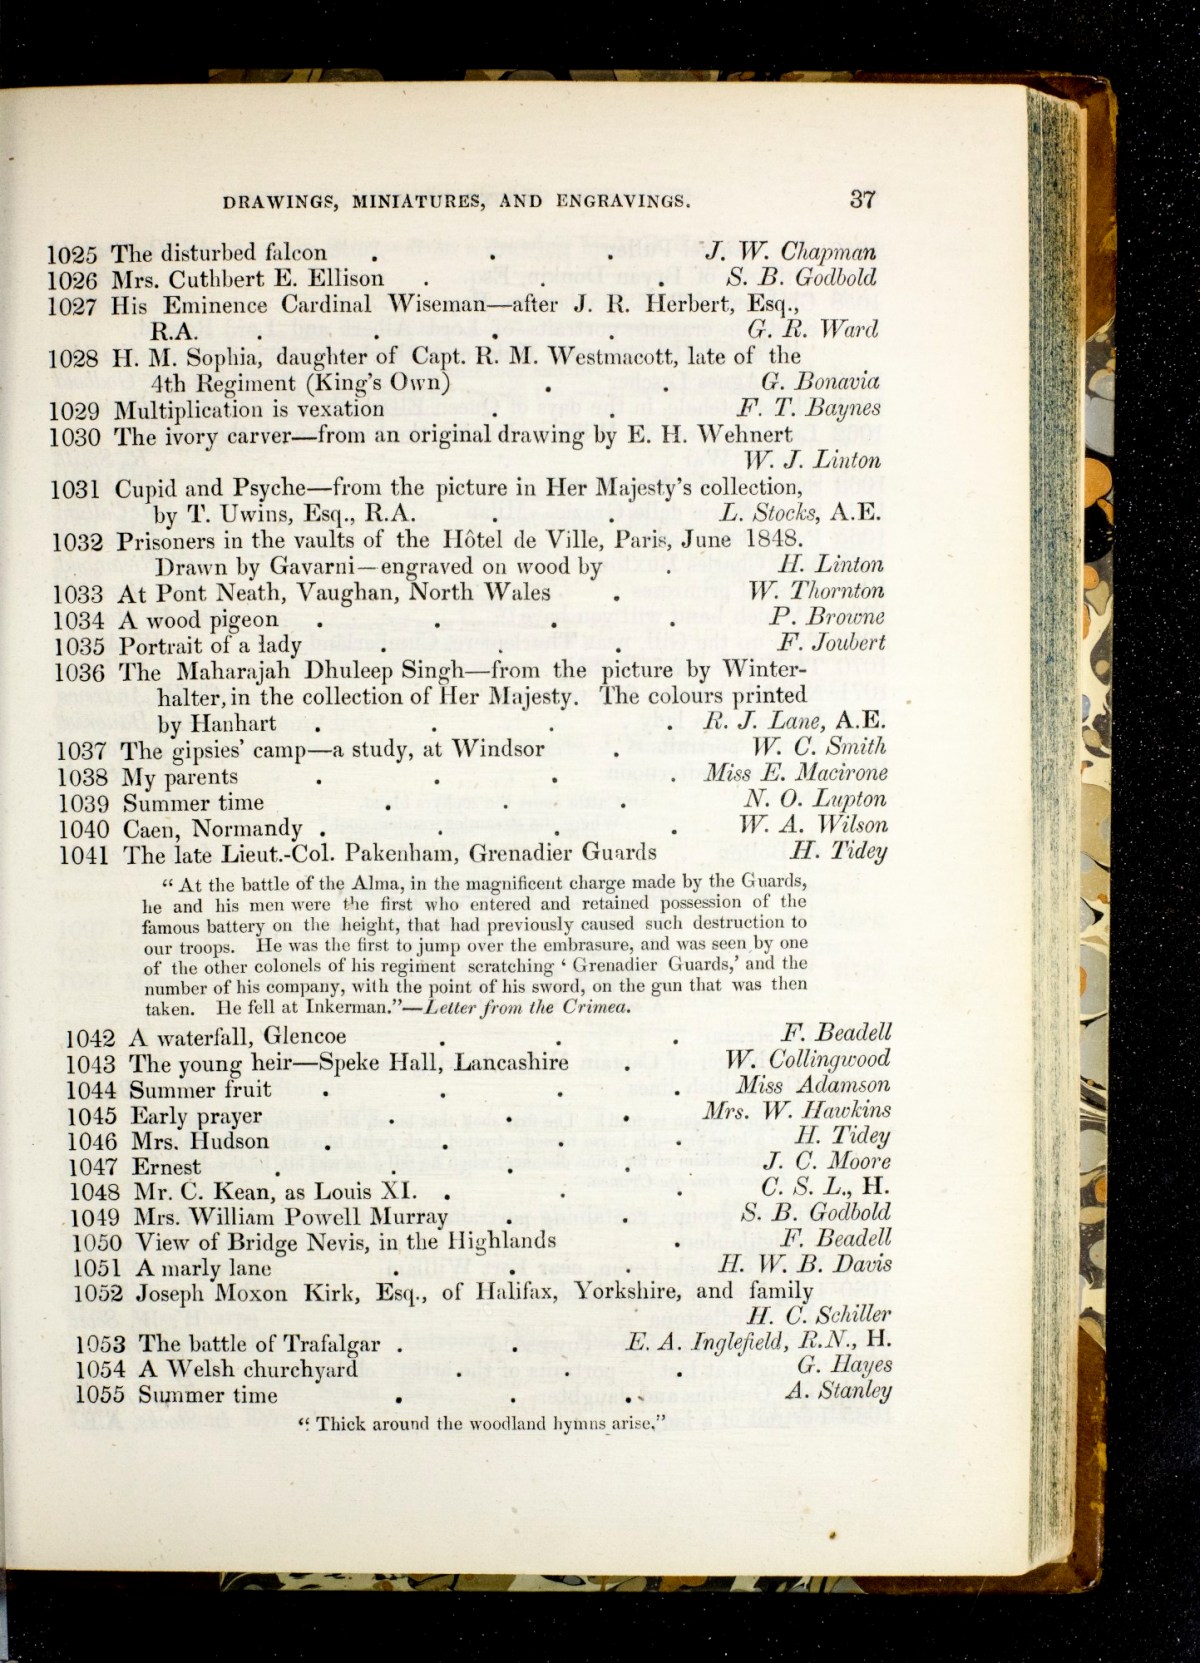 DRAWINGS, MINIATURES, AND ENGRAVINGS. 37
1025 The disturbed falcon . . . J. W. Chapman
1026 Mrs. Cuthbert E. Ellison . . . S. B. Godbold
1027 His Eminence Cardinal Wiseman—after J. R. Herbert, Esq.,
R.A. . . . . G. R. Ward
1028 H. M. Sophia, daughter of Capt. R. M. Westmacott, late of the
4th Regiment (King's Own) . . G. Bonavia
1029 Multiplication is vexation . . F. T. Baynes
1030 The ivory carver—from an original drawing by E. H. Wehnert
W. J. Linton
1031 Cupid and Psyche—from the picture in Her Majesty's collection,
by T. Uwins, Esq., R.A. . . L. Stocks, A.E.
1032 Prisoners in the vaults of the Hôtel de Ville, Paris, June 1848.
Drawn by Gavarni—engraved on wood by . H. Linton
1033 At Pont Neath, Vaughan, North Wales . W. Thornton
1034 A wood pigeon . . . . P. Browne
1035 Portrait of a lady . . . F. Joubert
1036 The Maharajah Dhuleep Singh—from the picture by Winter-
halter, in the collection of Her Majesty. The colours printed
by Hanhart . . . . R. J. Lane, A.E.
1037 The gipsies' camp—a study, at Windsor . W. C. Smith
1038 My parents . . . . Miss E. Macirone
1039 Summer time . . . N. O. Lupton
1040 Caen, Normandy . . . . W. A. Wilson
1041 The late Lieut.-Col. Pakenham, Grenadier Guards H. Tidey
"At the battle of the Alma, in the magnificent charge made by the Guards,
he and his men were the first who entered and retained possession of the
famous battery on the height, that had previously caused such destruction to
our troops. He was the first to jump over the embrasure, and was seen by one
of the other colonels of his regiment scratching 'Grenadier Guards,' and the
number of his company, with the point of his sword, on the gun that was then
taken. He fell at Inkerman."—Letter from the Crimea.
1042 A waterfall, Glencoe . . . F. Beadell
1043 The young heir—Speke Hall, Lancashire . W. Collingwood
1044 Summer fruit . . . . Miss Adamson
1045 Early prayer . . . Mrs. W. Hawkins
1046 Mrs. Hudson . . . . H. Tidey
1047 Ernest . . . . J. C. Moore
1048 Mr. C. Kean, as Louis XI. . . . C. S. L., H.
1049 Mrs. William Powell Murray . . S. B. Godbold
1050 View of Bridge Nevis, in the Highlands . F. Beadell
1051 A marly lane . . . H. W. B. Davis
1052 Joseph Moxon Kirk, Esq., of Halifax, Yorkshire, and family
H. C. Schiller
1053 The battle of Trafalgar . . E. A. Inglefield, R.N., H.
1054 A Welsh churchyard . . . G. Hayes
1055 Summer time . . . A. Stanley
"Thick around the woodland hymns arise."